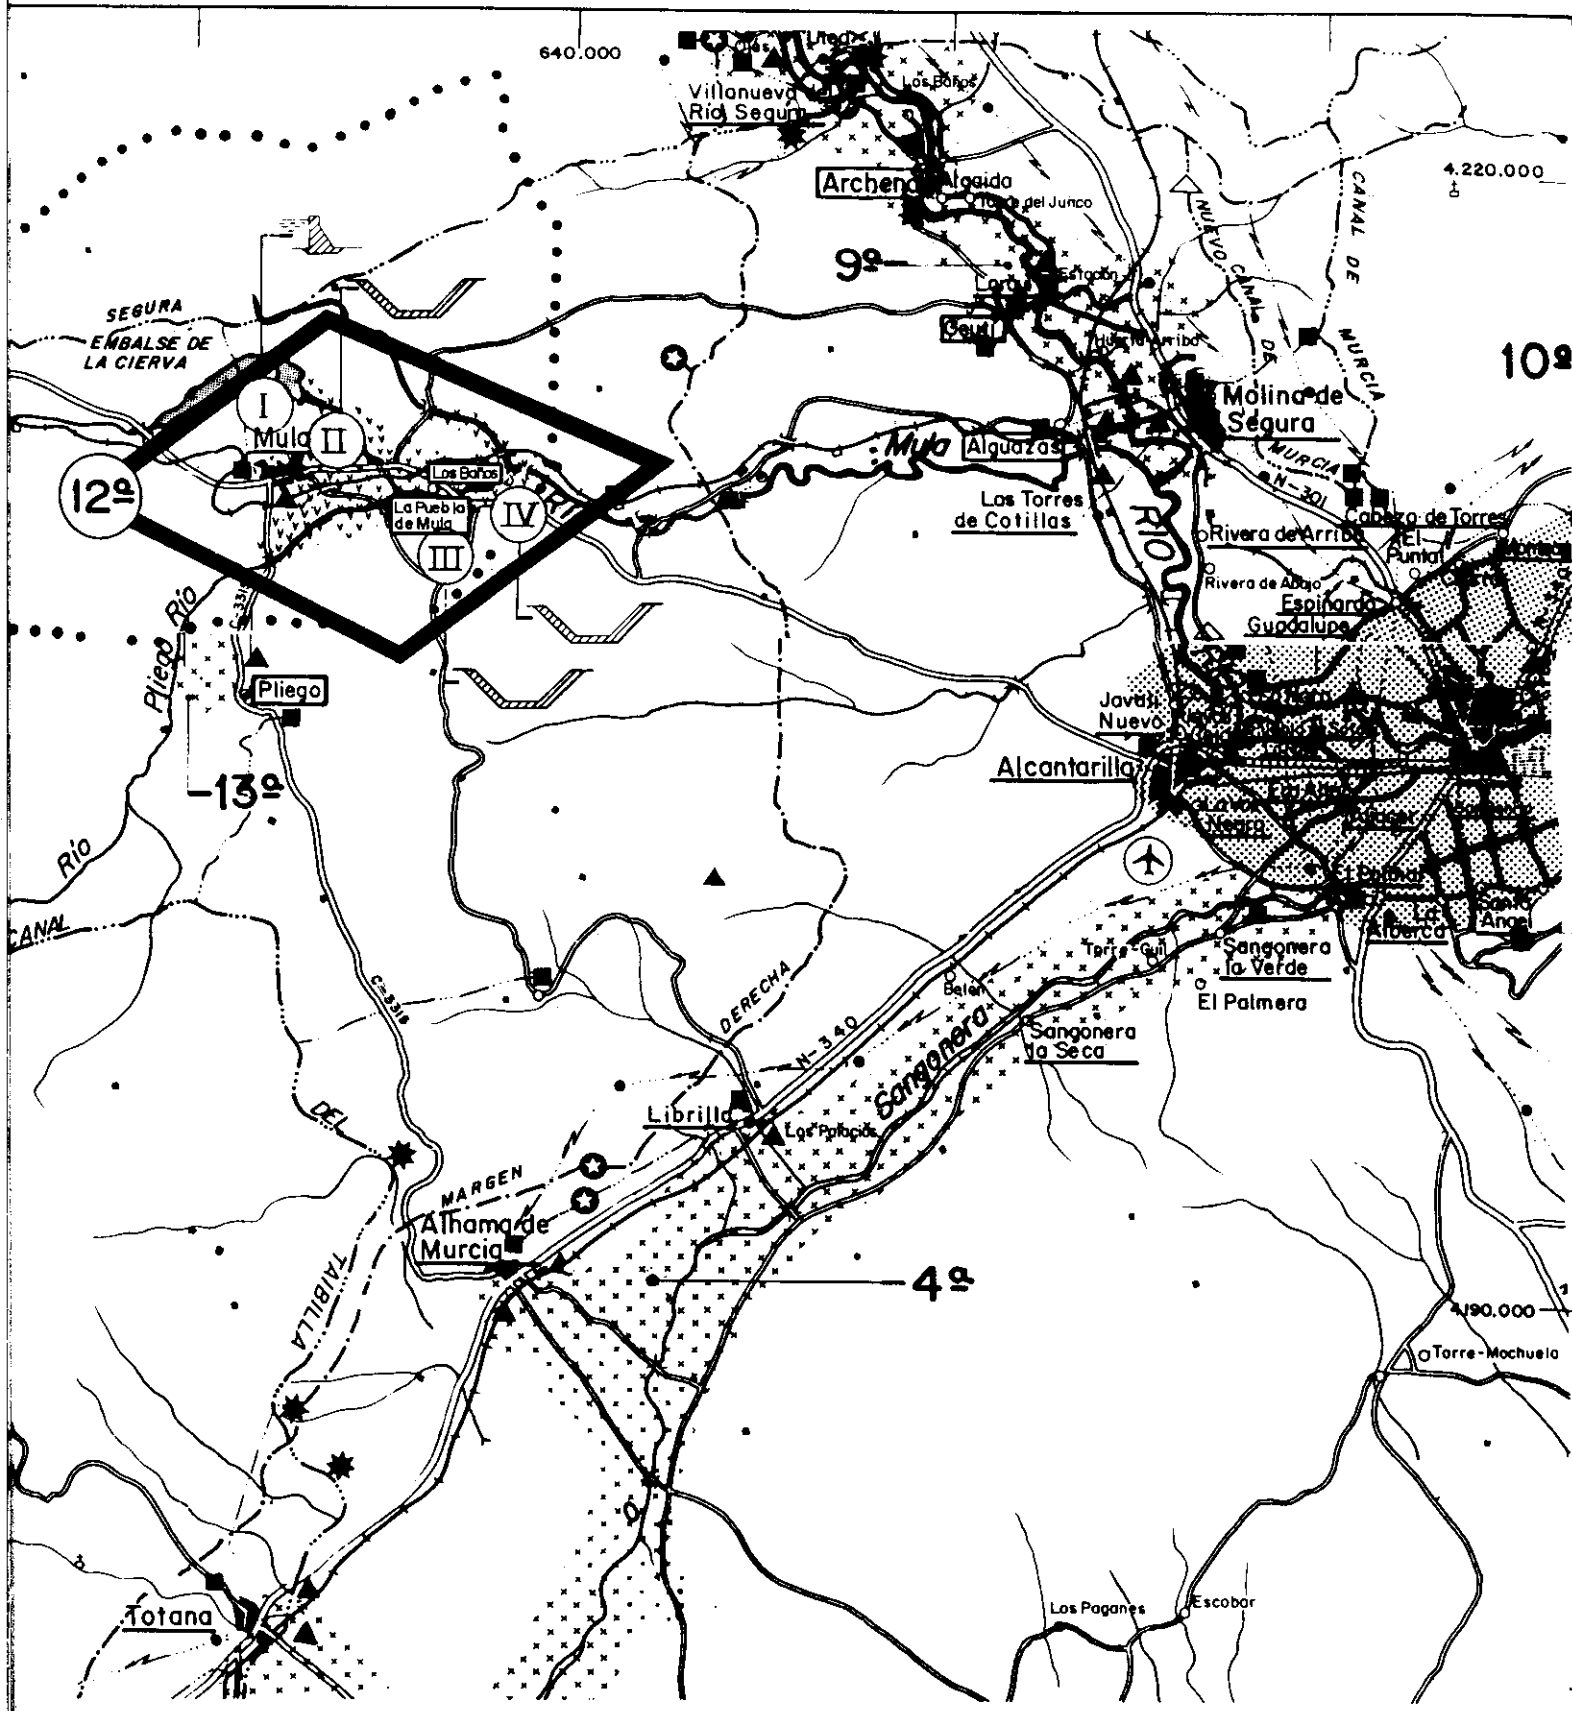 640.000
Villanueva del
Río Segura
Los Baños
4.220.000
Archena
Algaida
Torre del Junco
CANAL DE
MURCIA
NUEVO CANAL DE
MURCIA
9ª
Estación
Lorquí
Ceutí
Huerta Arriba
10ª
SEGURA
EMBALSE DE
LA CIERVA
I
Mula
II
Molina de
Segura
Mula
Alguazas
Los Baños
12ª
La Puebla
de Mula
IV
III
Las Torres
de Cotillas
N-301
RIO
Cabezo de Torres
Rivera de Arriba
El
Puntal
Rivera de Abajo
Espinardo
Guadalupe
Río
Pliego
C-3315
Pliego
Javalí
Nuevo
Alcantarilla
13ª
Río
CANAL
El Palmar
La
Alberca
Santo
Angel
Torre-Guil
Sangonera
la Verde
El Palmera
C-3315
DERECHA
Belén
N-340
Sangonera
Sangonera
la Seca
DEL
Librilla
Los Palacios
MARGEN
Alhama de
Murcia
TAIBILLA
4ª
4.190.000
Torre-Mochuela
Totana
Los Paganes
Escobar